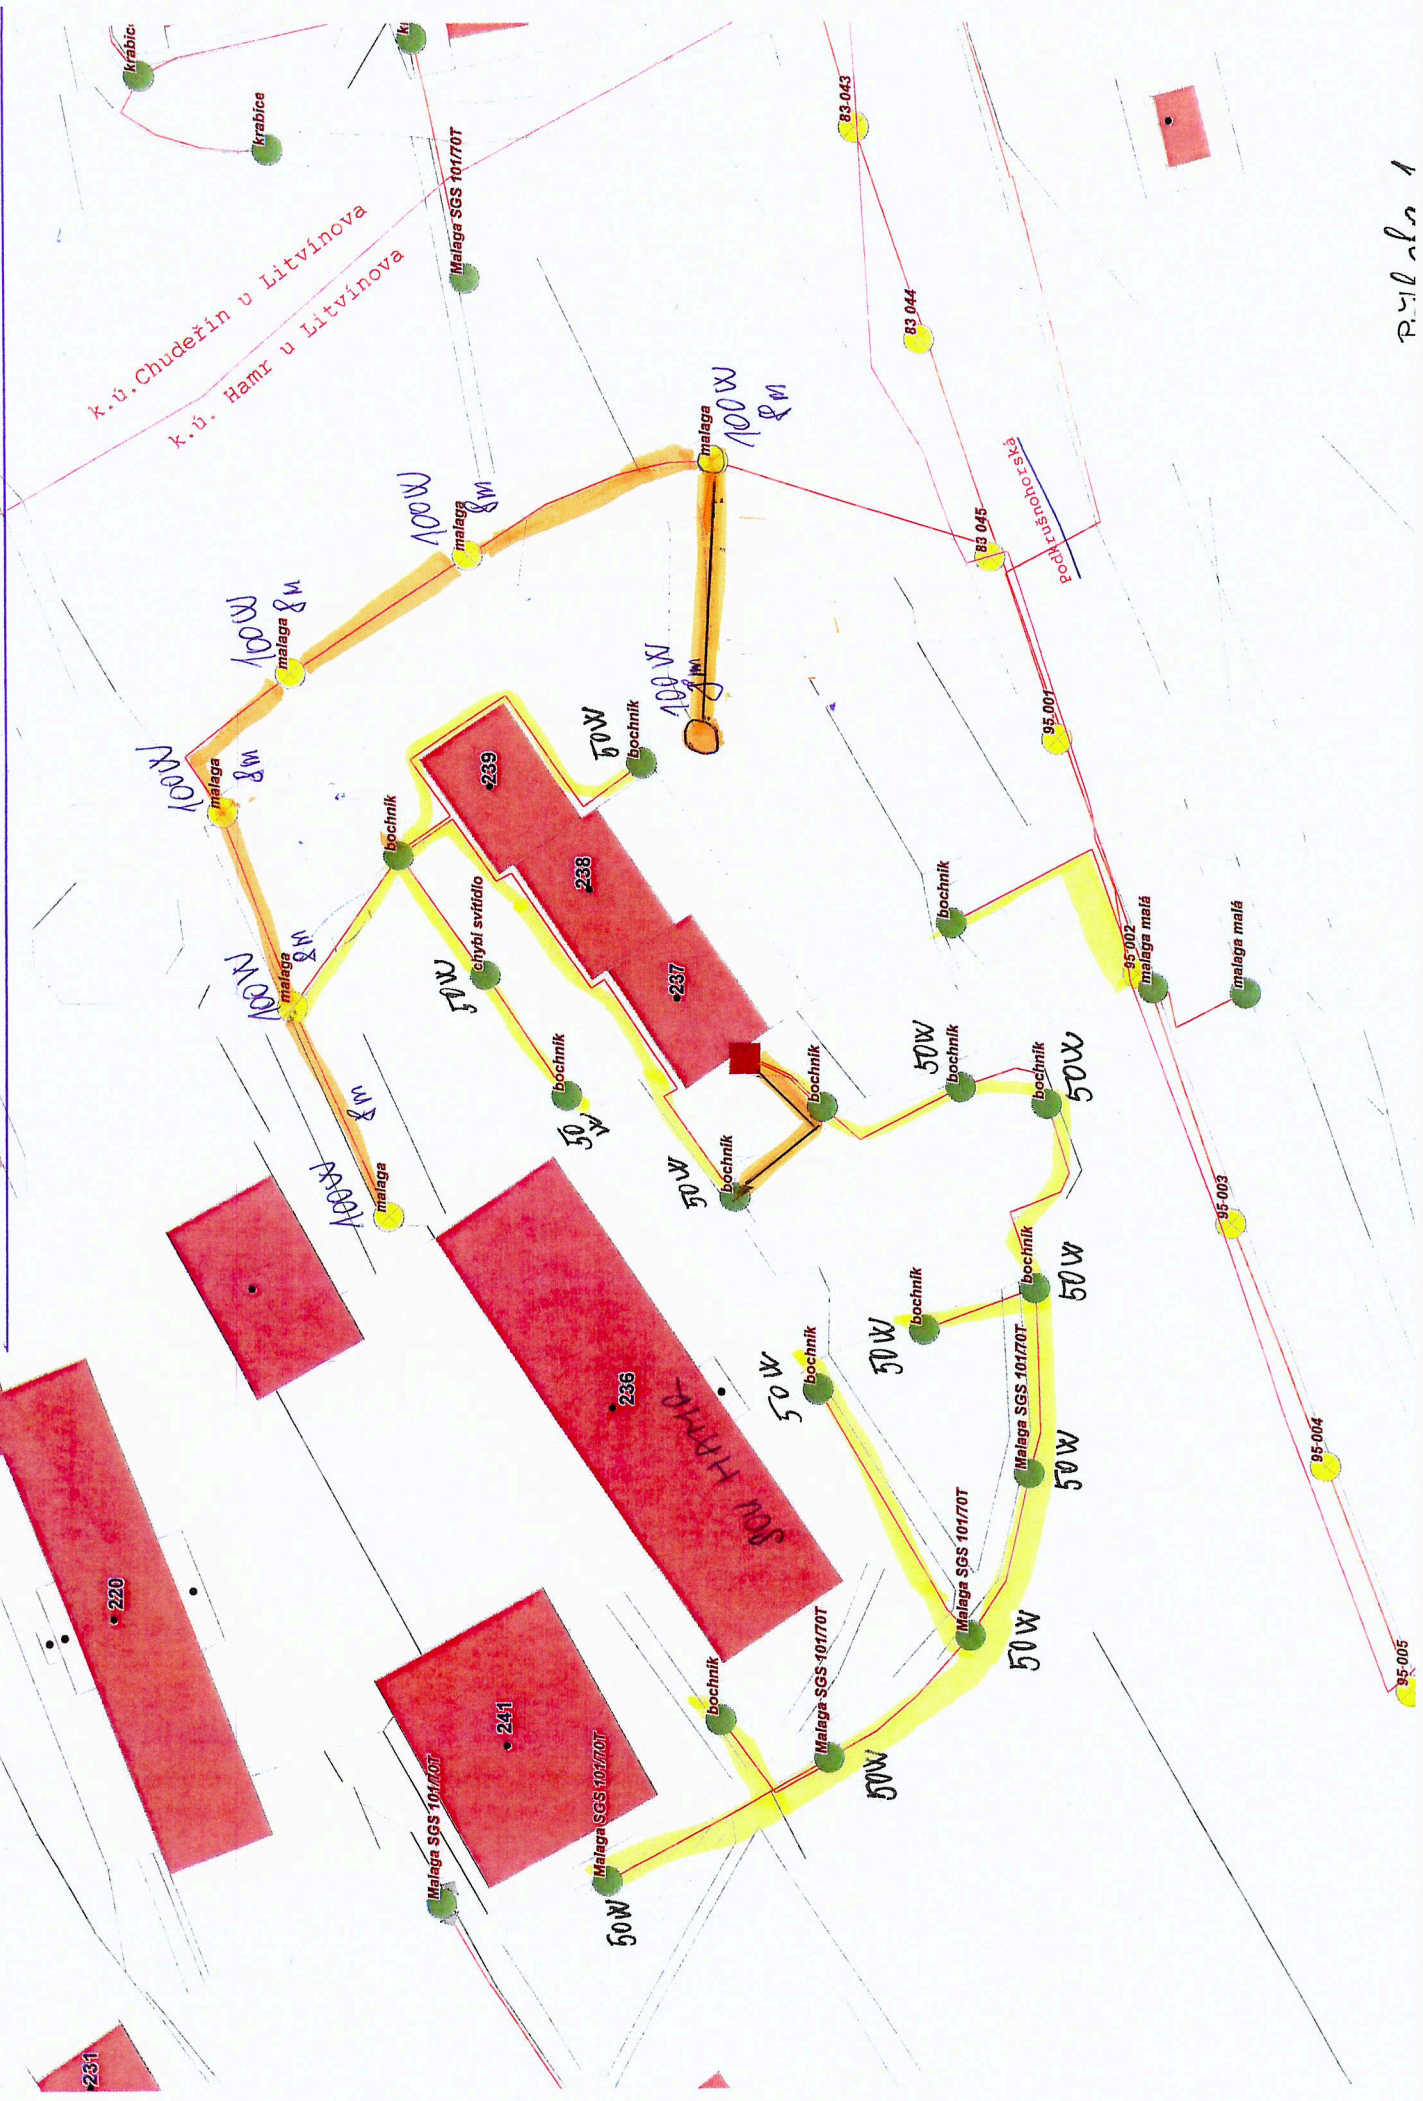 krabice
krabice
Malaga SGS 101/70T
k.ú.Chudeřín u Litvínova
k.ú. Hamr u Litvínova
83-043
83 044
83 045
Podkrušnohorská
95 001
95-002
95-003
95-004
95-005
malaga
100W
8m
100W
8m
malaga
100W
8m
malaga
100W
8m
malaga
100W
8m
malaga
100W
8m
malaga
100W
8m
malaga
239
238
237
50W
bochník
bochník
50W
chybí svítidlo
bochník
50W
50W
bochník
bochník
bochník
malaga malá
malaga malá
50W
bochník
bochník
50W
bochník
50W
50W
bochník
50W
bochník
Malaga SGS 101/70T
50W
Malaga SGS 101/70T
50W
Malaga SGS 101/70T
50W
bochník
Malaga SGS 101/70T
50W
Malaga SGS 101/70T
236
SOU HAMR
241
220
231